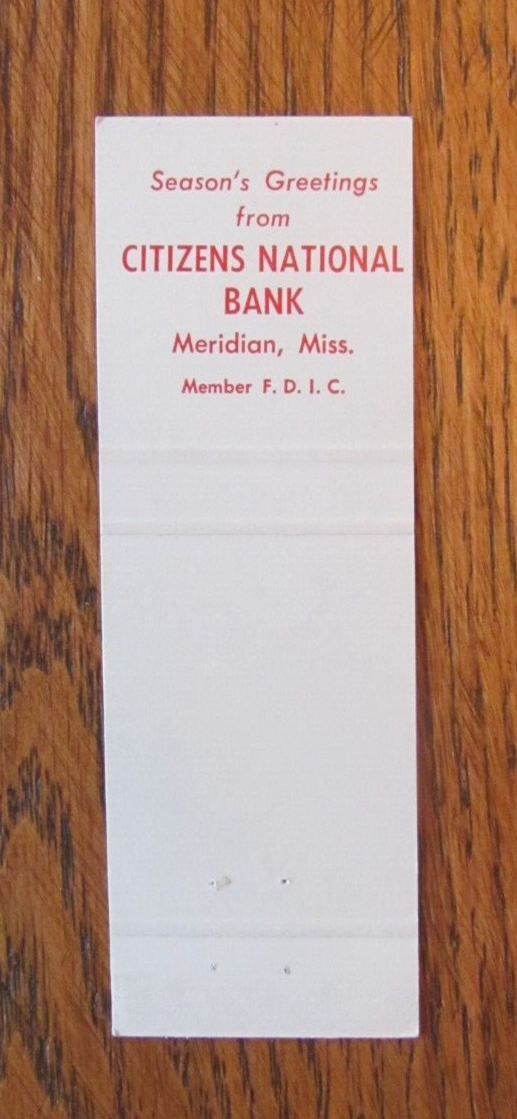 Season's Greetings
from
CITIZENS NATIONAL
BANK
Meridian, Miss.
Member F. D. I. C.